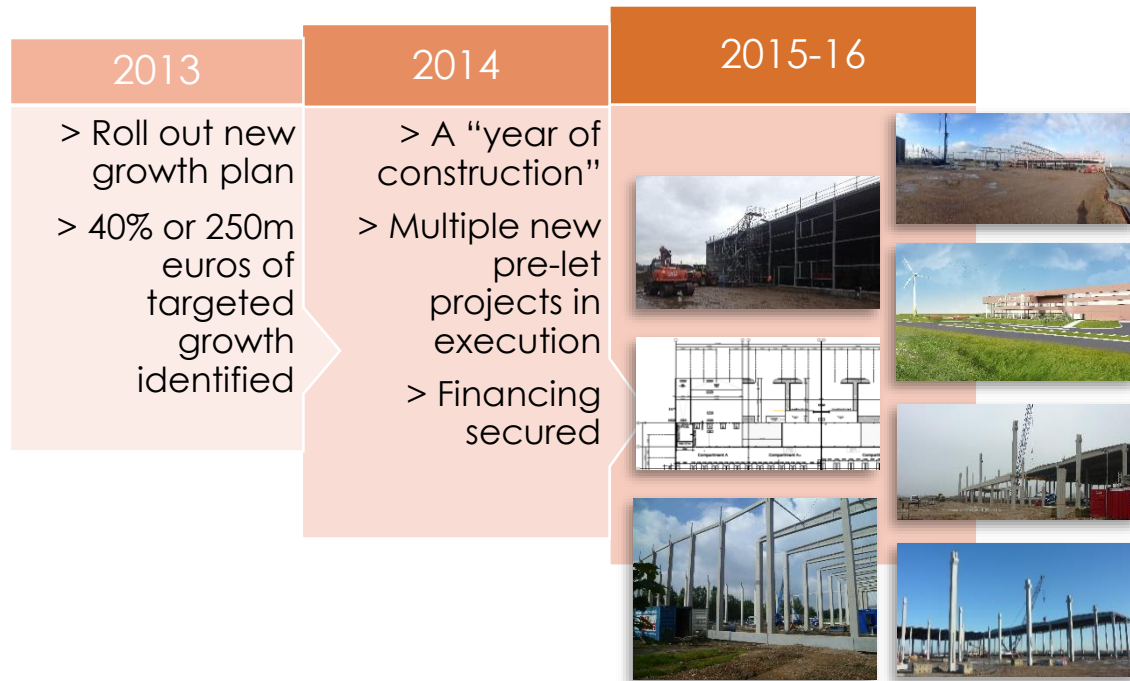 2013
> Roll out new
growth plan
> 40% or 250m
euros of
targeted
growth
identified
2014
> A “year of
construction”
> Multiple new
pre-let
projects in
execution
> Financing
secured
2015-16
Compartment A